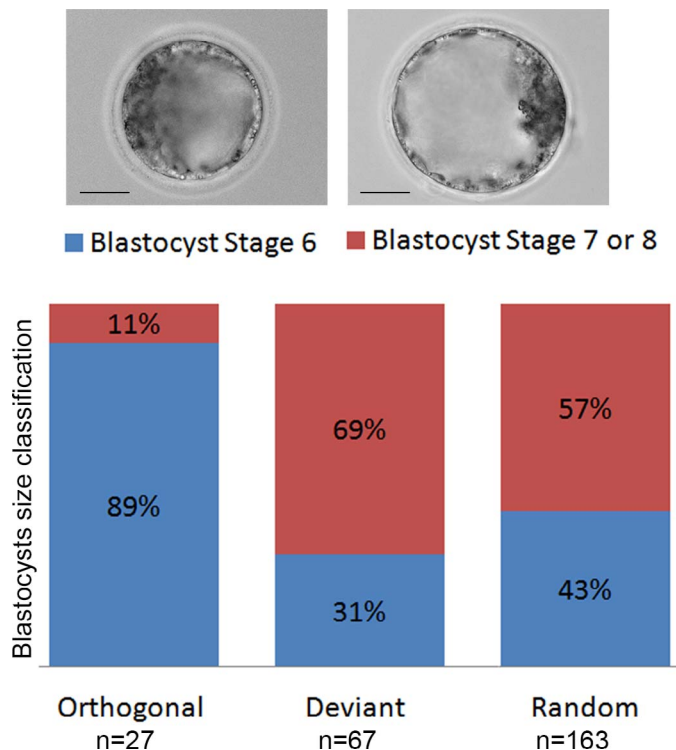 Blastocyst Stage 6 Blastocyst Stage 7 or 8
Blastocysts size classification
11% 69% 57%
89% 31% 43%
Orthogonal Deviant Random
n=27 n=67 n=163